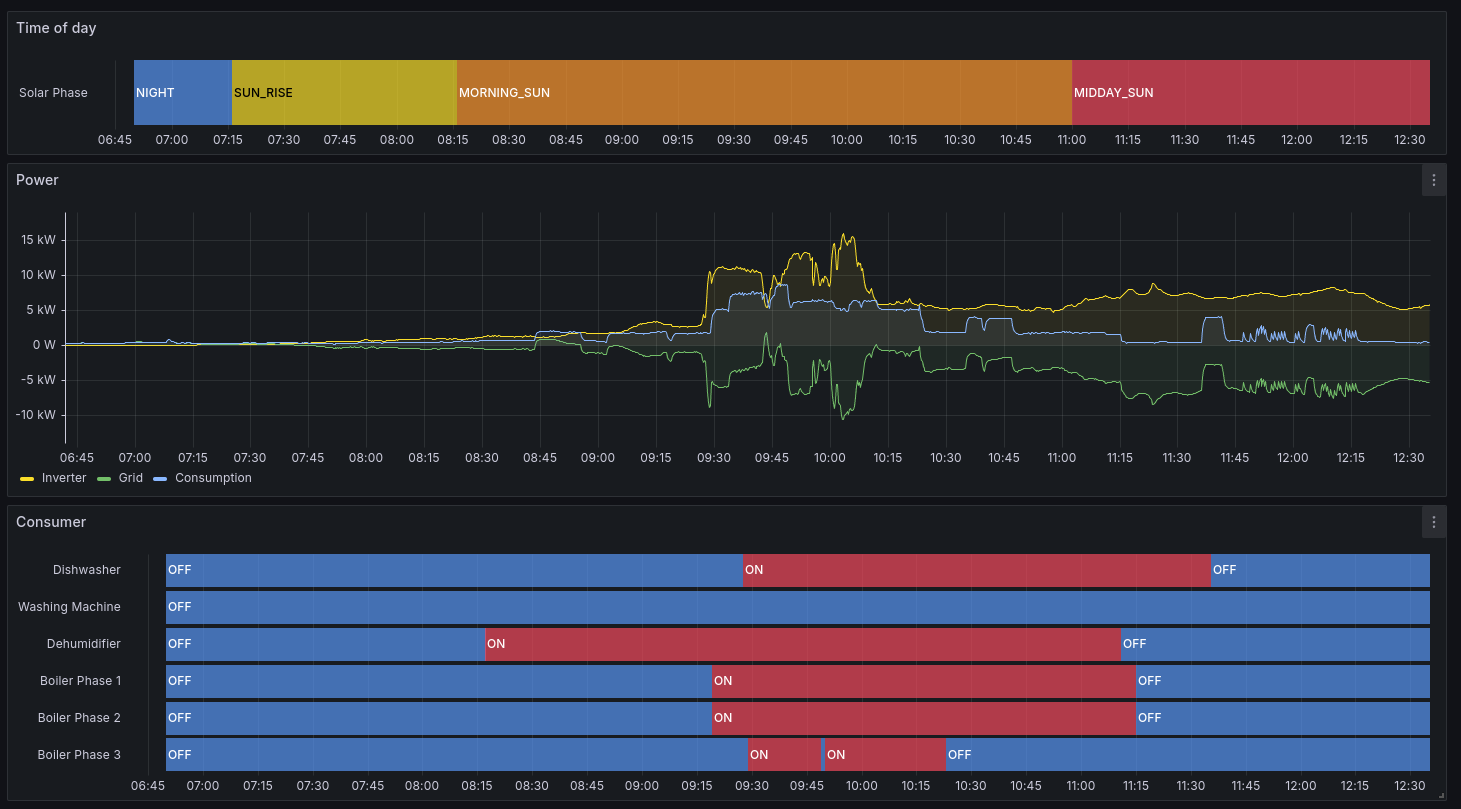 Time of day
Solar Phase NIGHT SUN_RISE MORNING_SUN MIDDAY_SUN
06:45 07:00 07:15 07:30 07:45 08:00 08:15 08:30 08:45 09:00 09:15 09:30 09:45 10:00 10:15 10:30 10:45 11:00 11:15 11:30 11:45 12:00 12:15 12:30
Power
15 kW
10 kW
5 kW
0 W
-5 kW
-10 kW
06:45 07:00 07:15 07:30 07:45 08:00 08:15 08:30 08:45 09:00 09:15 09:30 09:45 10:00 10:15 10:30 10:45 11:00 11:15 11:30 11:45 12:00 12:15 12:30
Inverter Grid Consumption
Consumer
Dishwasher OFF ON OFF
Washing Machine OFF
Dehumidifier OFF ON OFF
Boiler Phase 1 OFF ON OFF
Boiler Phase 2 OFF ON OFF
Boiler Phase 3 OFF ON ON OFF
06:45 07:00 07:15 07:30 07:45 08:00 08:15 08:30 08:45 09:00 09:15 09:30 09:45 10:00 10:15 10:30 10:45 11:00 11:15 11:30 11:45 12:00 12:15 12:30